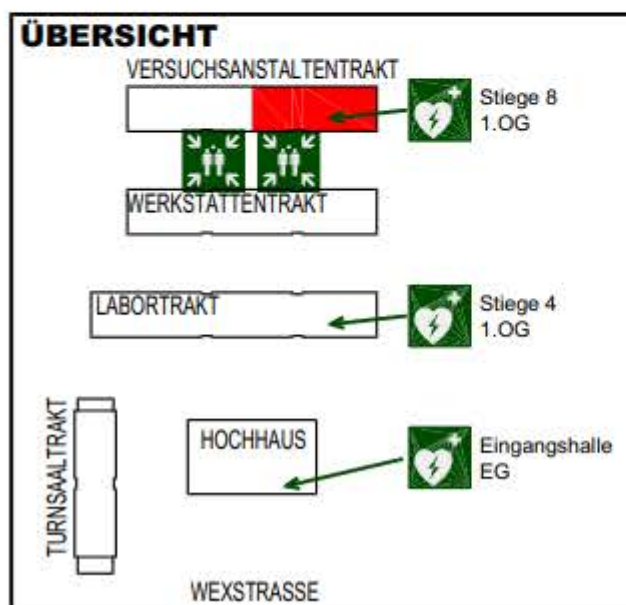 ÜBERSICHT
VERSUCHSANSTALTENTRAKT
Stiege 8
1.OG
WERKSTÄTTENTRAKT
LABORTRAKT
Stiege 4
1.OG
TURNSAALTRAKT
HOCHHAUS
Eingangshalle
EG
WEXSTRASSE